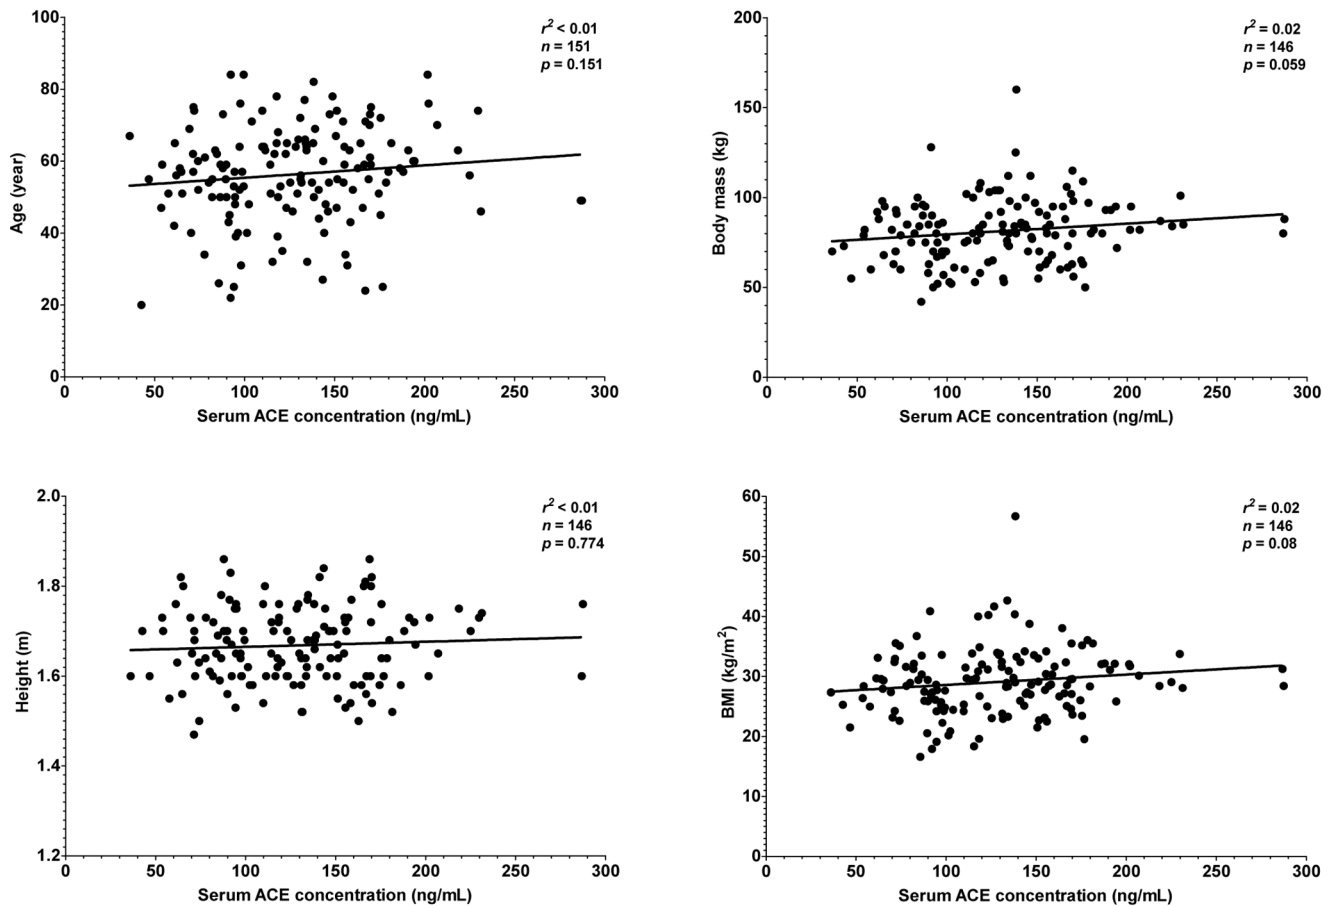 100
80
60
40
20
0
Age (year)
r² < 0.01
n = 151
p = 0.151
0 50 100 150 200 250 300
Serum ACE concentration (ng/mL)
200
150
100
50
0
Body mass (kg)
r² = 0.02
n = 146
p = 0.059
0 50 100 150 200 250 300
Serum ACE concentration (ng/mL)
2.0
1.8
1.6
1.4
1.2
Height (m)
r² < 0.01
n = 146
p = 0.774
0 50 100 150 200 250 300
Serum ACE concentration (ng/mL)
60
50
40
30
20
10
0
BMI (kg/m²)
r² = 0.02
n = 146
p = 0.08
0 50 100 150 200 250 300
Serum ACE concentration (ng/mL)